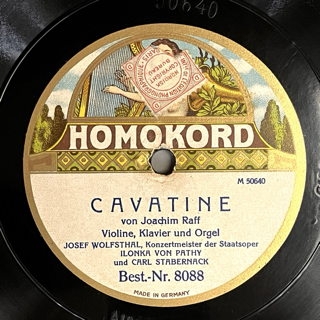 50640
HOMOKORD
M 50640
CAVATINE
von Joachim Raff
Violine, Klavier und Orgel
JOSEF WOLFSTHAL, Konzertmeister der Staatsoper
ILONKA VON PATHY
und CARL STABERNACK
Best.-Nr. 8088
MADE IN GERMANY